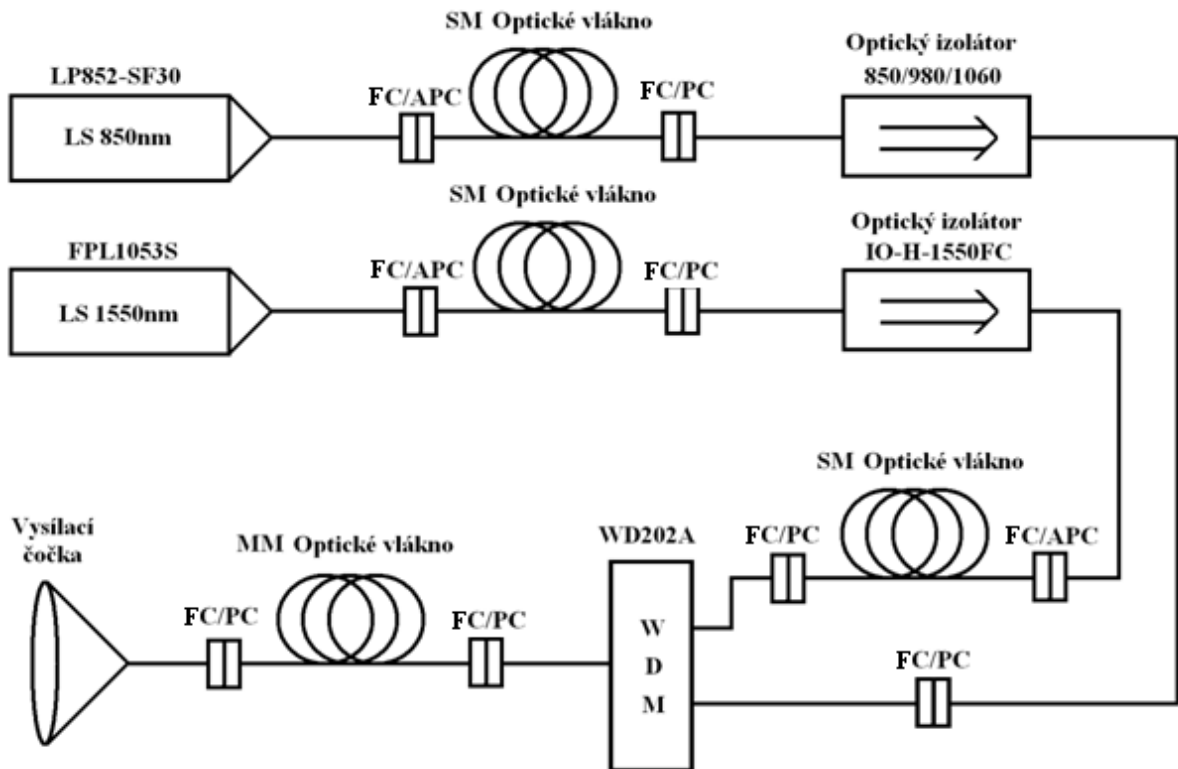 SM Optické vlákno
Optický izolátor
850/980/1060
LP852-SF30
FC/APC
FC/PC
LS 850nm
SM Optické vlákno
Optický izolátor
IO-H-1550FC
FPL1053S
FC/APC
FC/PC
LS 1550nm
SM Optické vlákno
Vysílací
čočka
MM Optické vlákno
WD202A
FC/PC
FC/APC
FC/PC
FC/PC
W
D
M
FC/PC